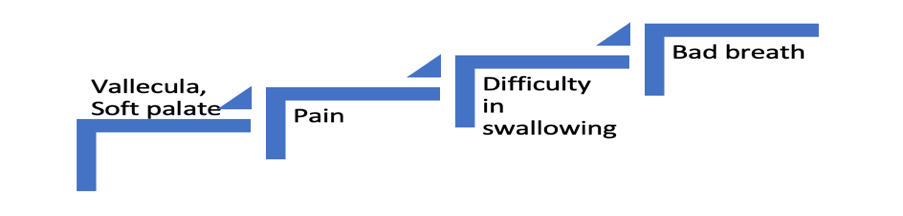 Vallecula,
Soft palate
Pain
Difficulty
in
swallowing
Bad breath